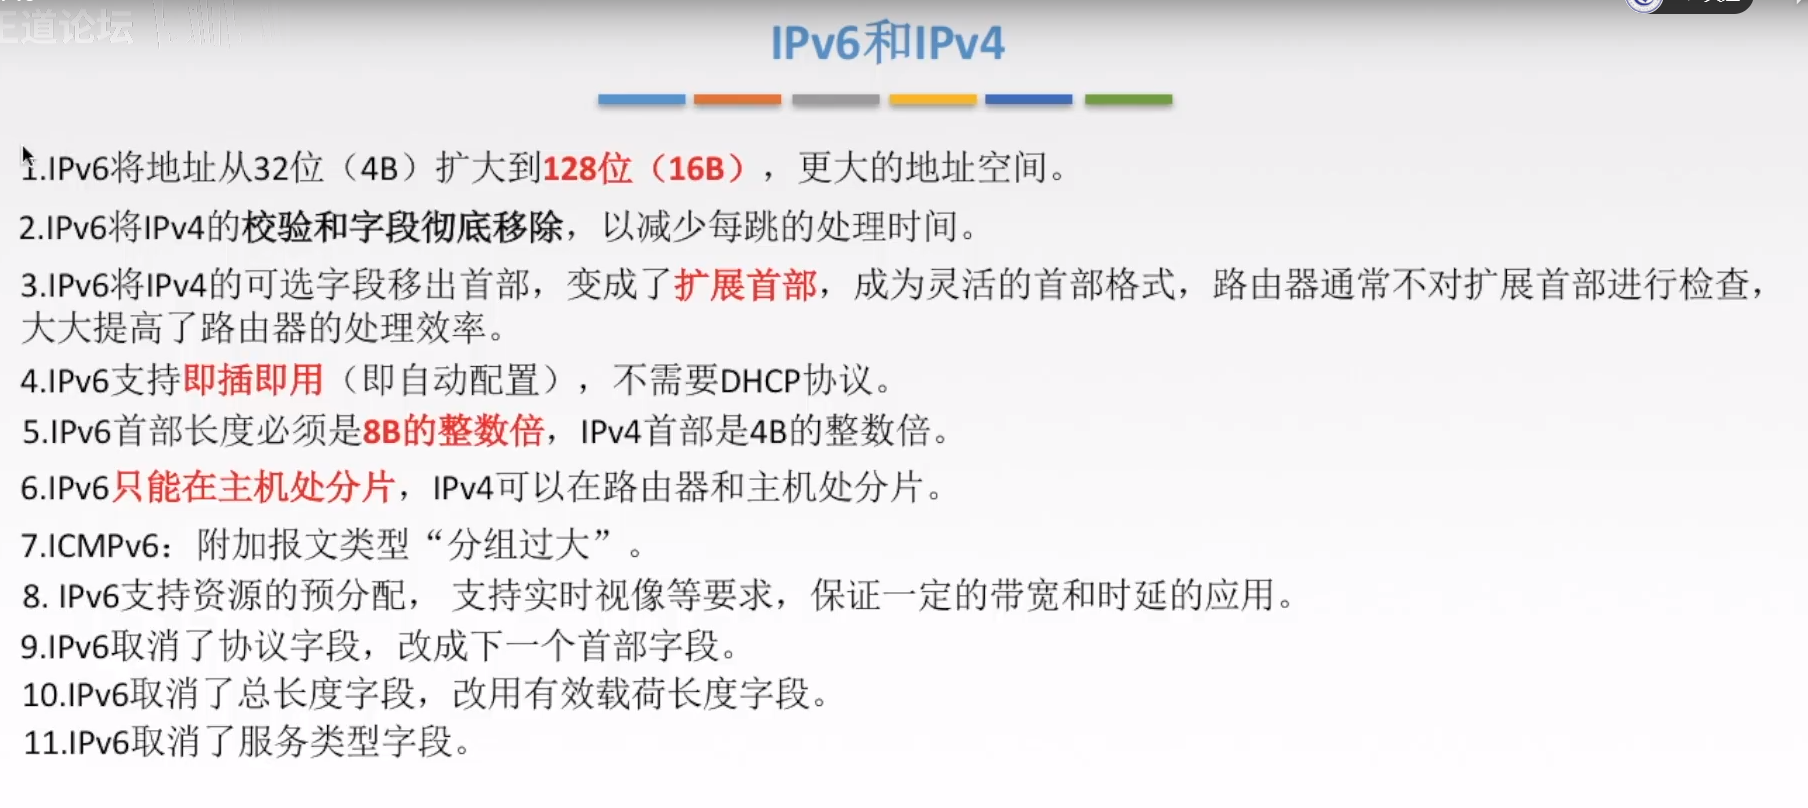 王道论坛
IPv6和IPv4
1.IPv6将地址从32位（4B）扩大到128位（16B），更大的地址空间。
2.IPv6将IPv4的校验和字段彻底移除，以减少每跳的处理时间。
3.IPv6将IPv4的可选字段移出首部，变成了扩展首部，成为灵活的首部格式，路由器通常不对扩展首部进行检查，
大大提高了路由器的处理效率。
4.IPv6支持即插即用（即自动配置），不需要DHCP协议。
5.IPv6首部长度必须是8B的整数倍，IPv4首部是4B的整数倍。
6.IPv6只能在主机处分片，IPv4可以在路由器和主机处分片。
7.ICMPv6：附加报文类型“分组过大”。
8. IPv6支持资源的预分配， 支持实时视像等要求，保证一定的带宽和时延的应用。
9.IPv6取消了协议字段，改成下一个首部字段。
10.IPv6取消了总长度字段，改用有效载荷长度字段。
11.IPv6取消了服务类型字段。